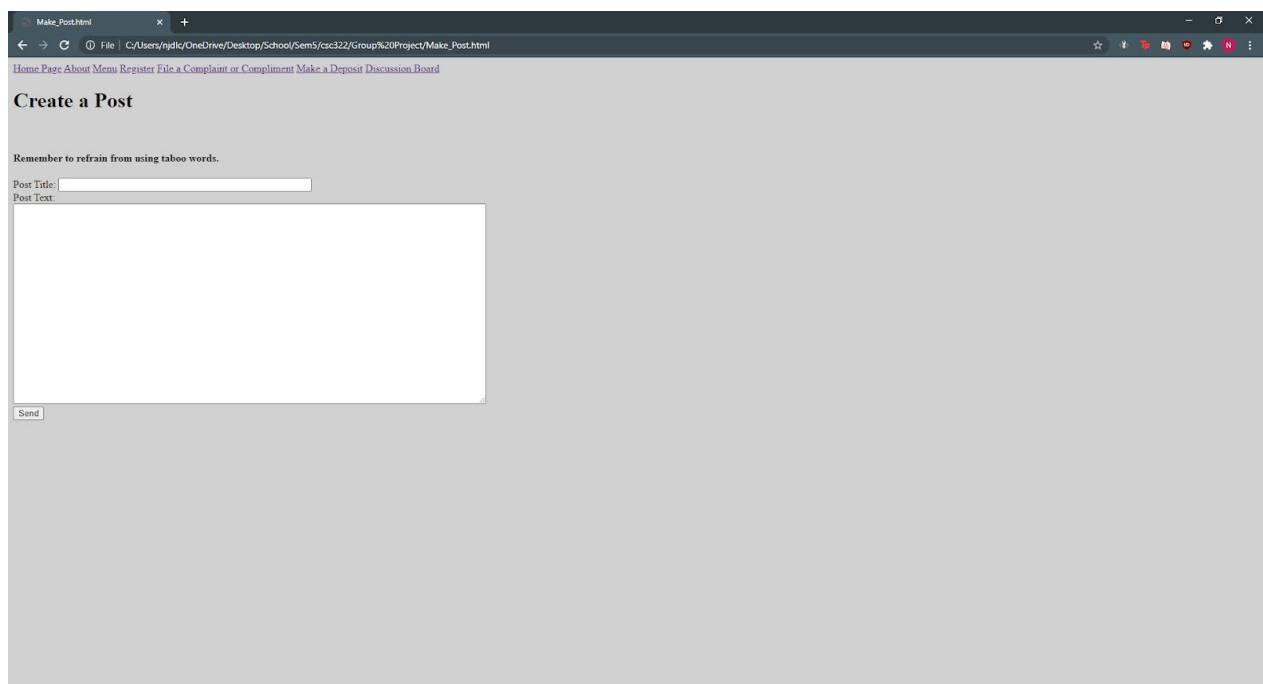 Make_Post.html
File | C:/Users/njdlc/OneDrive/Desktop/School/Sem5/csc322/Group%20Project/Make_Post.html
N
Home Page About Menu Register File a Complaint or Compliment Make a Deposit Discussion Board
Create a Post
Remember to refrain from using taboo words.
Post Title:
Post Text:
Send